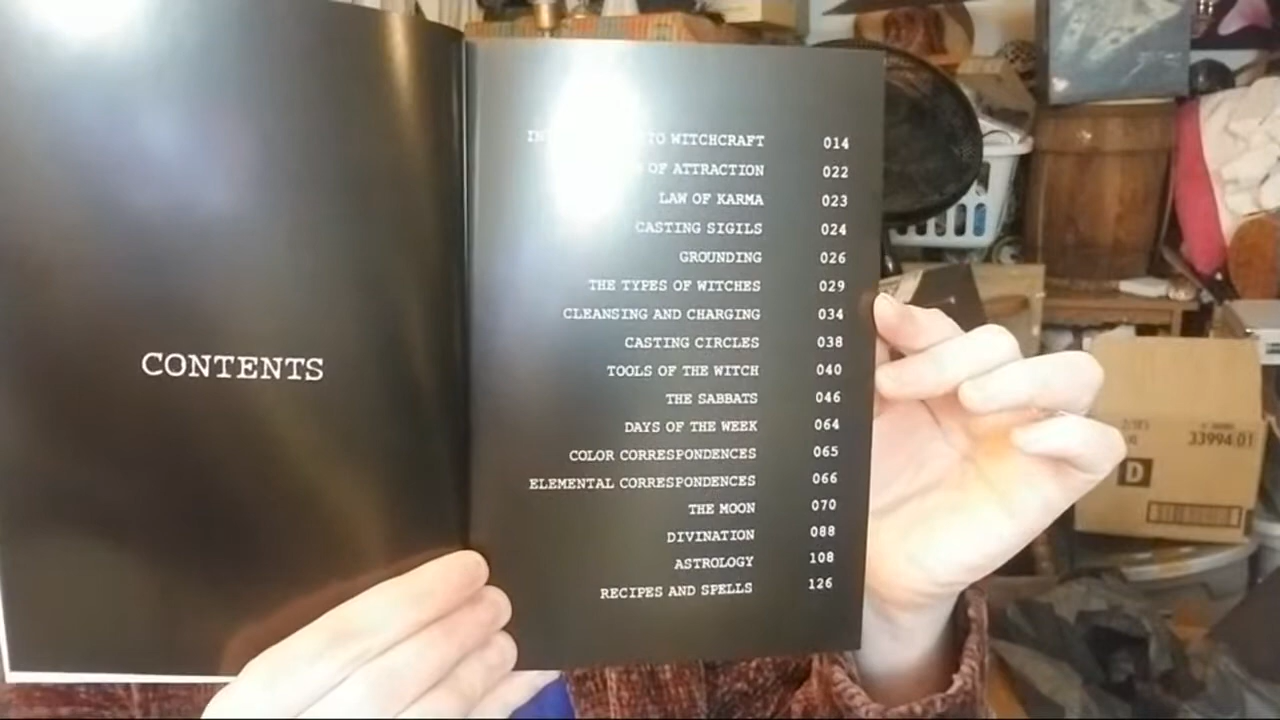 CONTENTS
TO WITCHCRAFT 014
OF ATTRACTION 022
LAW OF KARMA 023
CASTING SIGILS 024
GROUNDING 026
THE TYPES OF WITCHES 029
CLEANSING AND CHARGING 034
CASTING CIRCLES 038
TOOLS OF THE WITCH 040
THE SABBATS 046
DAYS OF THE WEEK 064
COLOR CORRESPONDENCES 065
ELEMENTAL CORRESPONDENCES 066
THE MOON 070
DIVINATION 088
ASTROLOGY 108
RECIPES AND SPELLS 126
33994 01
D